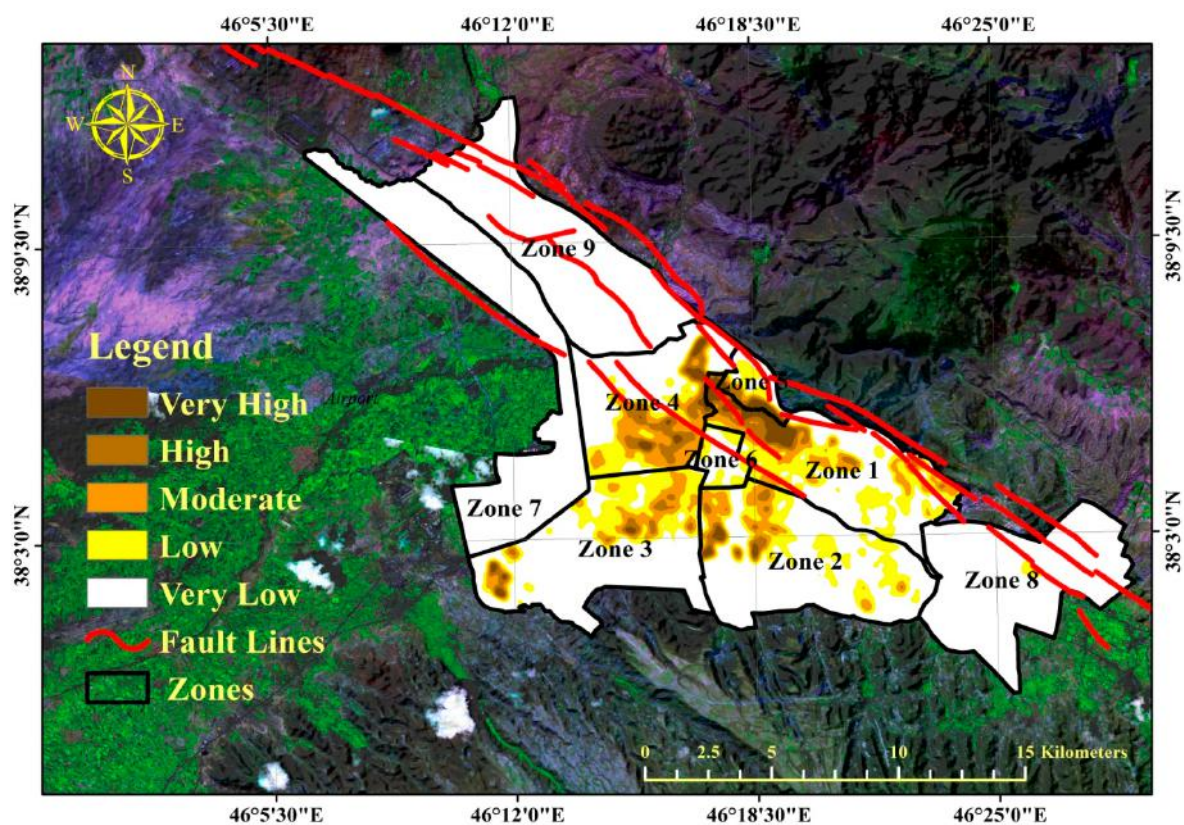 46°5'30"E 46°12'0"E 46°18'30"E 46°25'0"E
N
W E
S
38°9'30"N 38°9'30"N
Zone 9
Legend
Very High
Airport
Zone 5
Zone 4
High
Zone 6
Zone 1
Moderate
Zone 7
Low
38°3'0"N 38°3'0"N
Zone 3
Zone 2
Zone 8
Very Low
Fault Lines
Zones
0 2.5 5 10 15 Kilometers
46°5'30"E 46°12'0"E 46°18'30"E 46°25'0"E